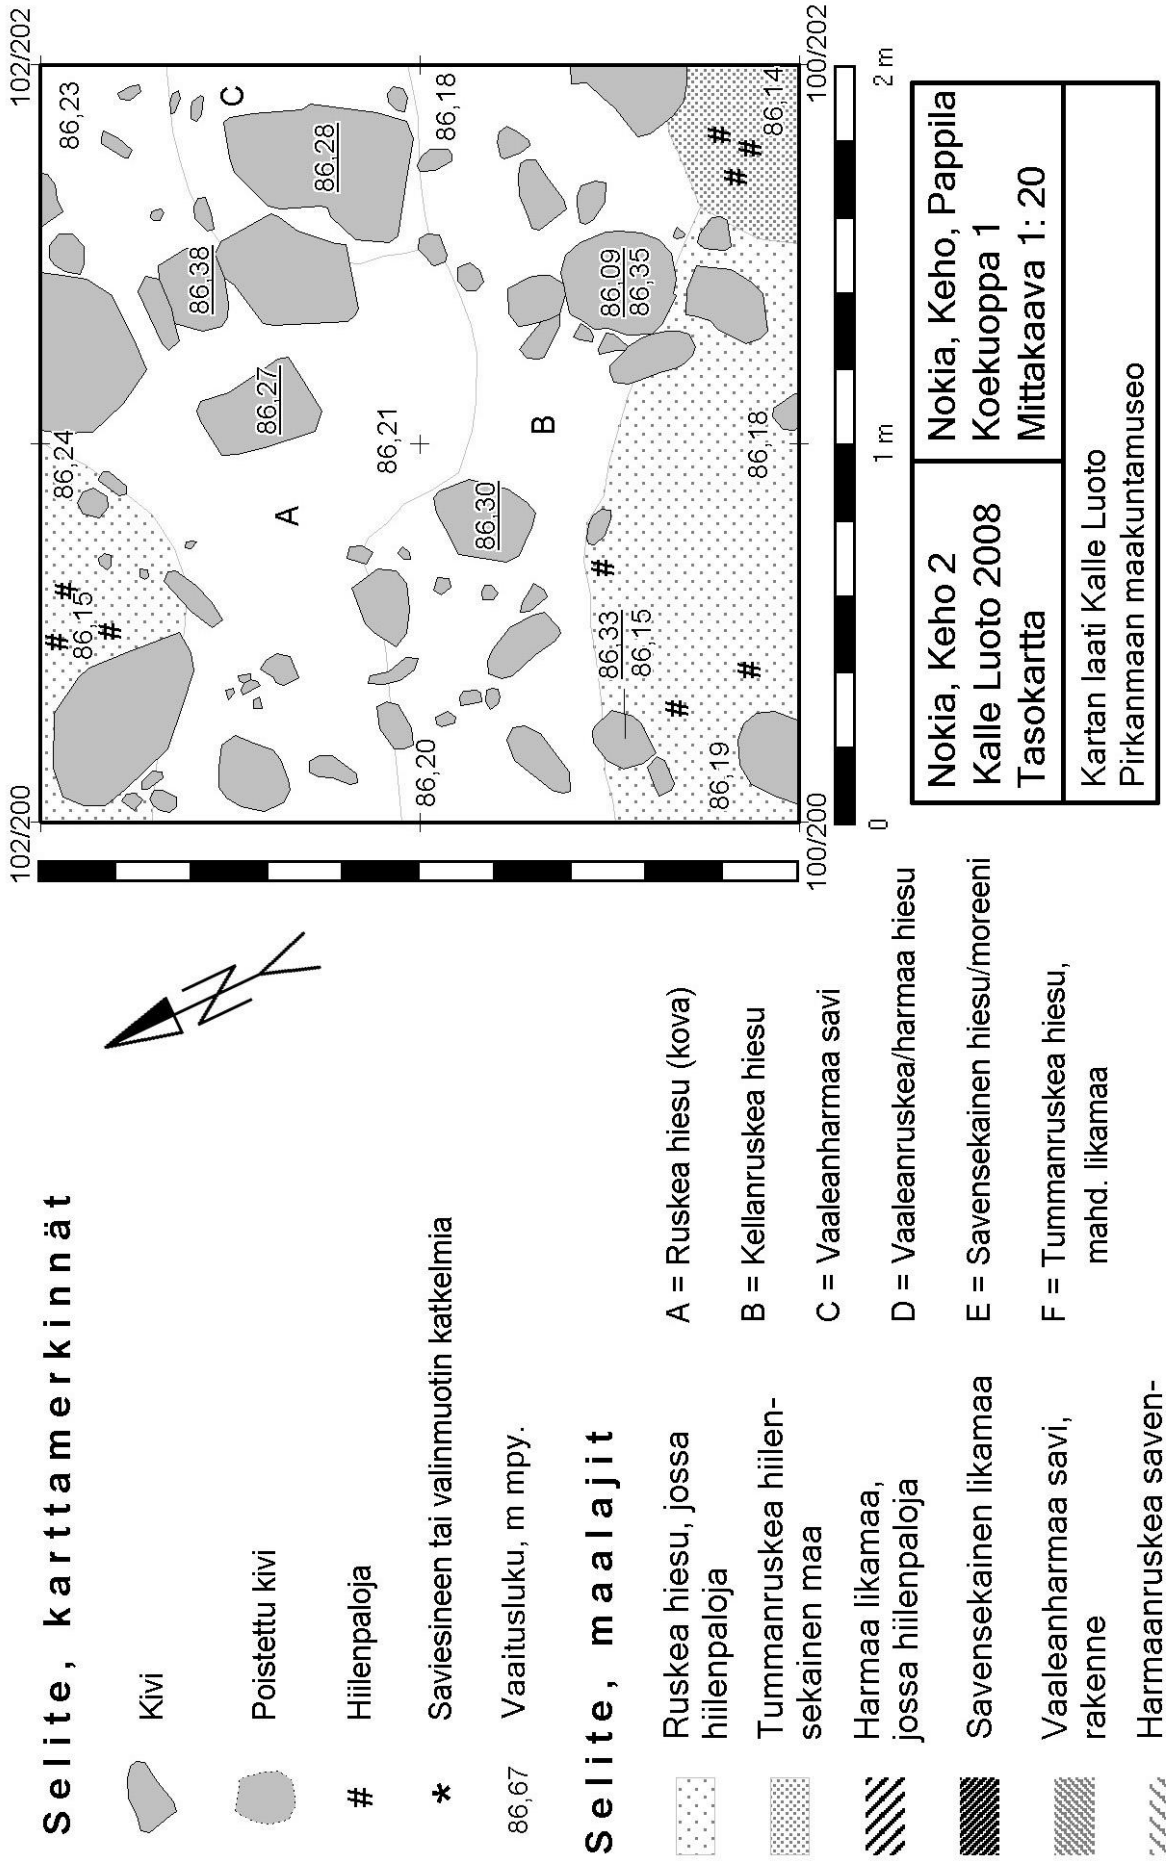 Selite, karttamerkinnät
Kivi
Poistettu kivi
# Hiilenpaloja
* Saviesineen tai valinmuotin katkelmia
86,67 Vaaitusluku, m mpy.
Selite, maalajit
Ruskea hiesu, jossa
hiilenpaloja
Tummanruskea hiilen-
sekainen maa
Harmaa likamaa,
jossa hiilenpaloja
Savensekainen likamaa
Vaaleanharmaa savi,
rakenne
Harmaanruskea saven-
A = Ruskea hiesu (kova)
B = Kellanruskea hiesu
C = Vaaleanharmaa savi
D = Vaaleanruskea/harmaa hiesu
E = Savensekainen hiesu/moreeni
F = Tummanruskea hiesu,
mahd. likamaa
N
102/200
102/202
86,15
# # #
86,24
86,23
C
86,38
86,27
86,28
A
86,21
86,20
86,18
86,30
B
86,33
86,15
86,09
86,35
# # #
86,19
86,18
# # #
86,14
100/200
100/202
0
1 m
2 m
Nokia, Keho 2
Kalle Luoto 2008
Tasokartta
Nokia, Keho, Pappila
Koekuoppa 1
Mittakaava 1: 20
Kartan laati Kalle Luoto
Pirkanmaan maakuntamuseo